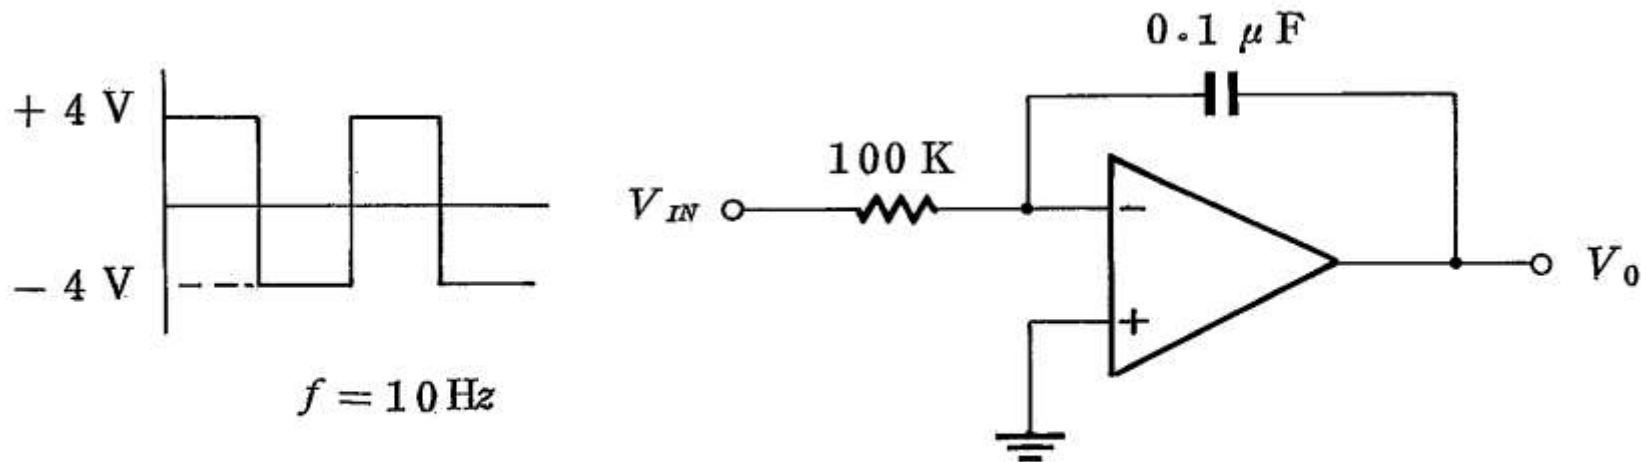 + 4 V
− 4 V
f = 10 Hz
0.1 μF
100 K
V_IN
−
+
V_0